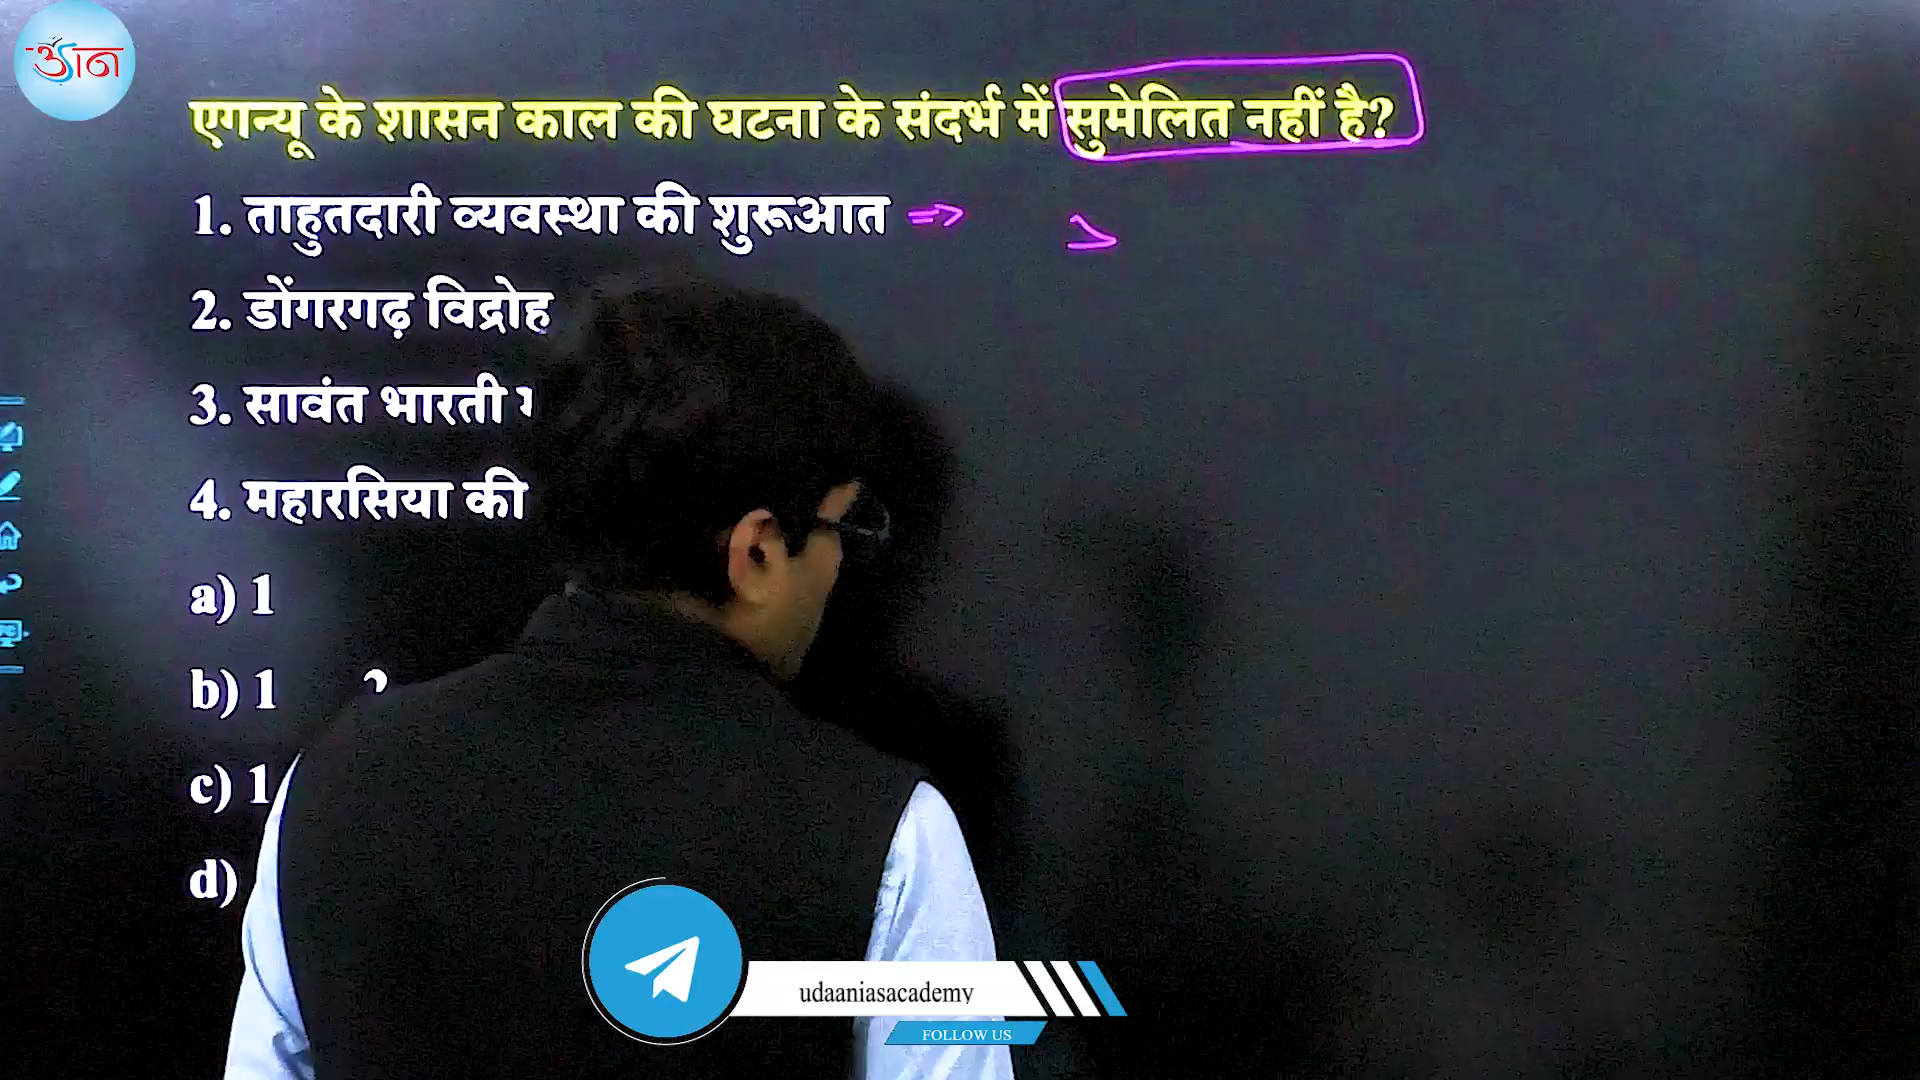 उड़ान
एगन्यू के शासन काल की घटना के संदर्भ में सुमेलित नहीं है?
1. ताहुतदारी व्यवस्था की शुरूआत =>
2. डोंगरगढ़ विद्रोह
3. सावंत भारती
4. महारसिया की
a) 1
b) 1
c) 1
d)
udaaniasacademy
FOLLOW US